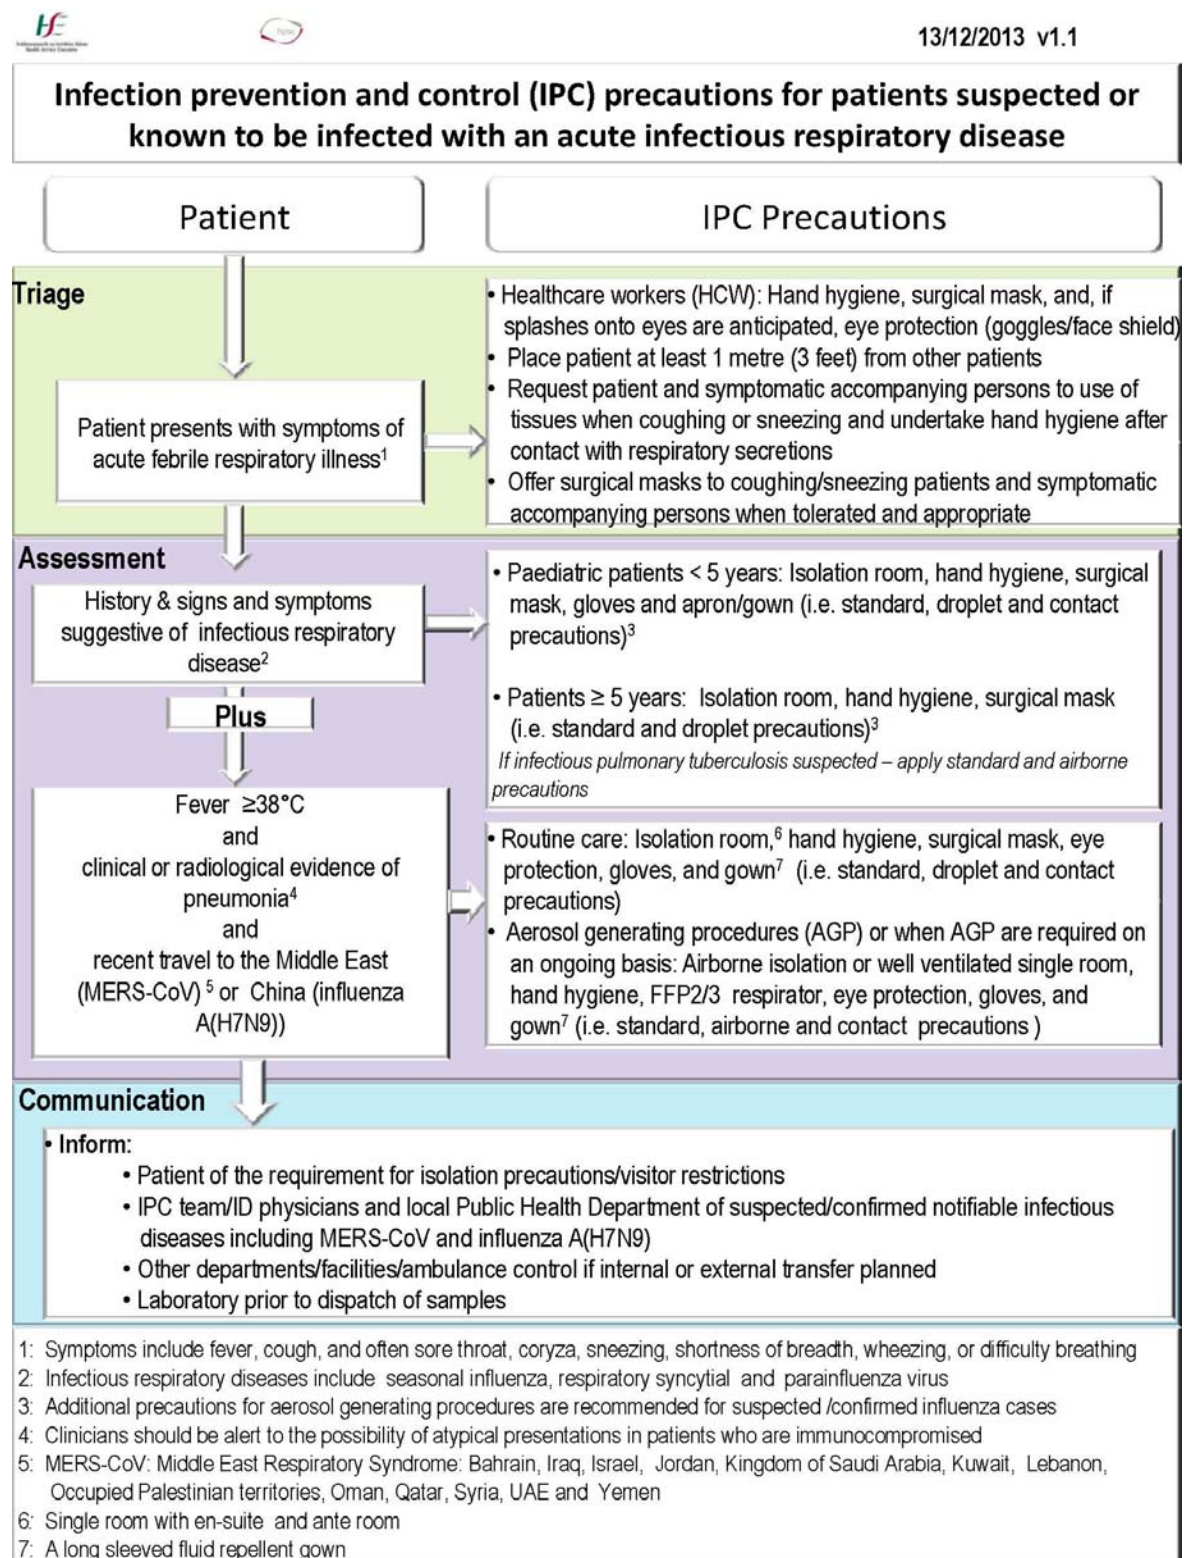 13/12/2013 v1.1
Infection prevention and control (IPC) precautions for patients suspected or
known to be infected with an acute infectious respiratory disease
Patient
IPC Precautions
Triage
Patient presents with symptoms of
acute febrile respiratory illness1
• Healthcare workers (HCW): Hand hygiene, surgical mask, and, if
splashes onto eyes are anticipated, eye protection (goggles/face shield)
• Place patient at least 1 metre (3 feet) from other patients
• Request patient and symptomatic accompanying persons to use of
tissues when coughing or sneezing and undertake hand hygiene after
contact with respiratory secretions
• Offer surgical masks to coughing/sneezing patients and symptomatic
accompanying persons when tolerated and appropriate
Assessment
History & signs and symptoms
suggestive of infectious respiratory
disease2
• Paediatric patients < 5 years: Isolation room, hand hygiene, surgical
mask, gloves and apron/gown (i.e. standard, droplet and contact
precautions)3
• Patients ≥ 5 years: Isolation room, hand hygiene, surgical mask
(i.e. standard and droplet precautions)3
If infectious pulmonary tuberculosis suspected – apply standard and airborne
precautions
Plus
Fever ≥38°C
and
clinical or radiological evidence of
pneumonia4
and
recent travel to the Middle East
(MERS-CoV) 5 or China (influenza
A(H7N9))
• Routine care: Isolation room,6 hand hygiene, surgical mask, eye
protection, gloves, and gown7 (i.e. standard, droplet and contact
precautions)
• Aerosol generating procedures (AGP) or when AGP are required on
an ongoing basis: Airborne isolation or well ventilated single room,
hand hygiene, FFP2/3 respirator, eye protection, gloves, and
gown7 (i.e. standard, airborne and contact precautions )
Communication
• Inform:
• Patient of the requirement for isolation precautions/visitor restrictions
• IPC team/ID physicians and local Public Health Department of suspected/confirmed notifiable infectious
diseases including MERS-CoV and influenza A(H7N9)
• Other departments/facilities/ambulance control if internal or external transfer planned
• Laboratory prior to dispatch of samples
1: Symptoms include fever, cough, and often sore throat, coryza, sneezing, shortness of breadth, wheezing, or difficulty breathing
2: Infectious respiratory diseases include seasonal influenza, respiratory syncytial and parainfluenza virus
3: Additional precautions for aerosol generating procedures are recommended for suspected /confirmed influenza cases
4: Clinicians should be alert to the possibility of atypical presentations in patients who are immunocompromised
5: MERS-CoV: Middle East Respiratory Syndrome: Bahrain, Iraq, Israel, Jordan, Kingdom of Saudi Arabia, Kuwait, Lebanon,
Occupied Palestinian territories, Oman, Qatar, Syria, UAE and Yemen
6: Single room with en-suite and ante room
7: A long sleeved fluid repellent gown